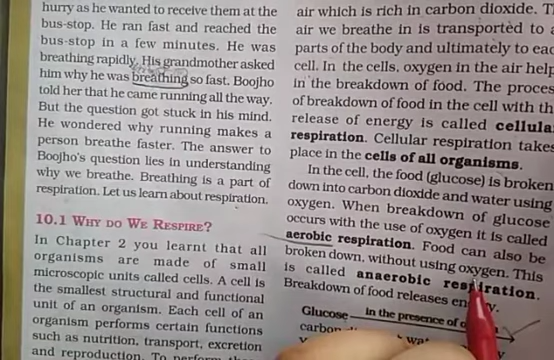 hurry as he wanted to receive them at the
bus-stop. He ran fast and reached the
bus-stop in a few minutes. He was
breathing rapidly. His grandmother asked
him why he was breathing so fast. Boojho
told her that he came running all the way.
But the question got stuck in his mind.
He wondered why running makes a
person breathe faster. The answer to
Boojho's question lies in understanding
why we breathe. Breathing is a part of
respiration. Let us learn about respiration.
10.1 WHY DO WE RESPIRE?
In Chapter 2 you learnt that all
organisms are made of small
microscopic units called cells. A cell is
the smallest structural and functional
unit of an organism. Each cell of an
organism performs certain functions
such as nutrition, transport, excretion
and reproduction. To perform
air which is rich in carbon dioxide.
air we breathe in is transported to
parts of the body and ultimately to
cell. In the cells, oxygen in the air
in the breakdown of food. The
of breakdown of food in the cell with
release of energy is called
respiration. Cellular respiration
place in the cells of all organisms.
In the cell, the food (glucose) is broken
down into carbon dioxide and water using
oxygen. When breakdown of glucose
occurs with the use of oxygen it is called
aerobic respiration. Food can also be
broken down, without using oxygen. This
is called anaerobic respiration.
Breakdown of food releases
Glucose in the presence of